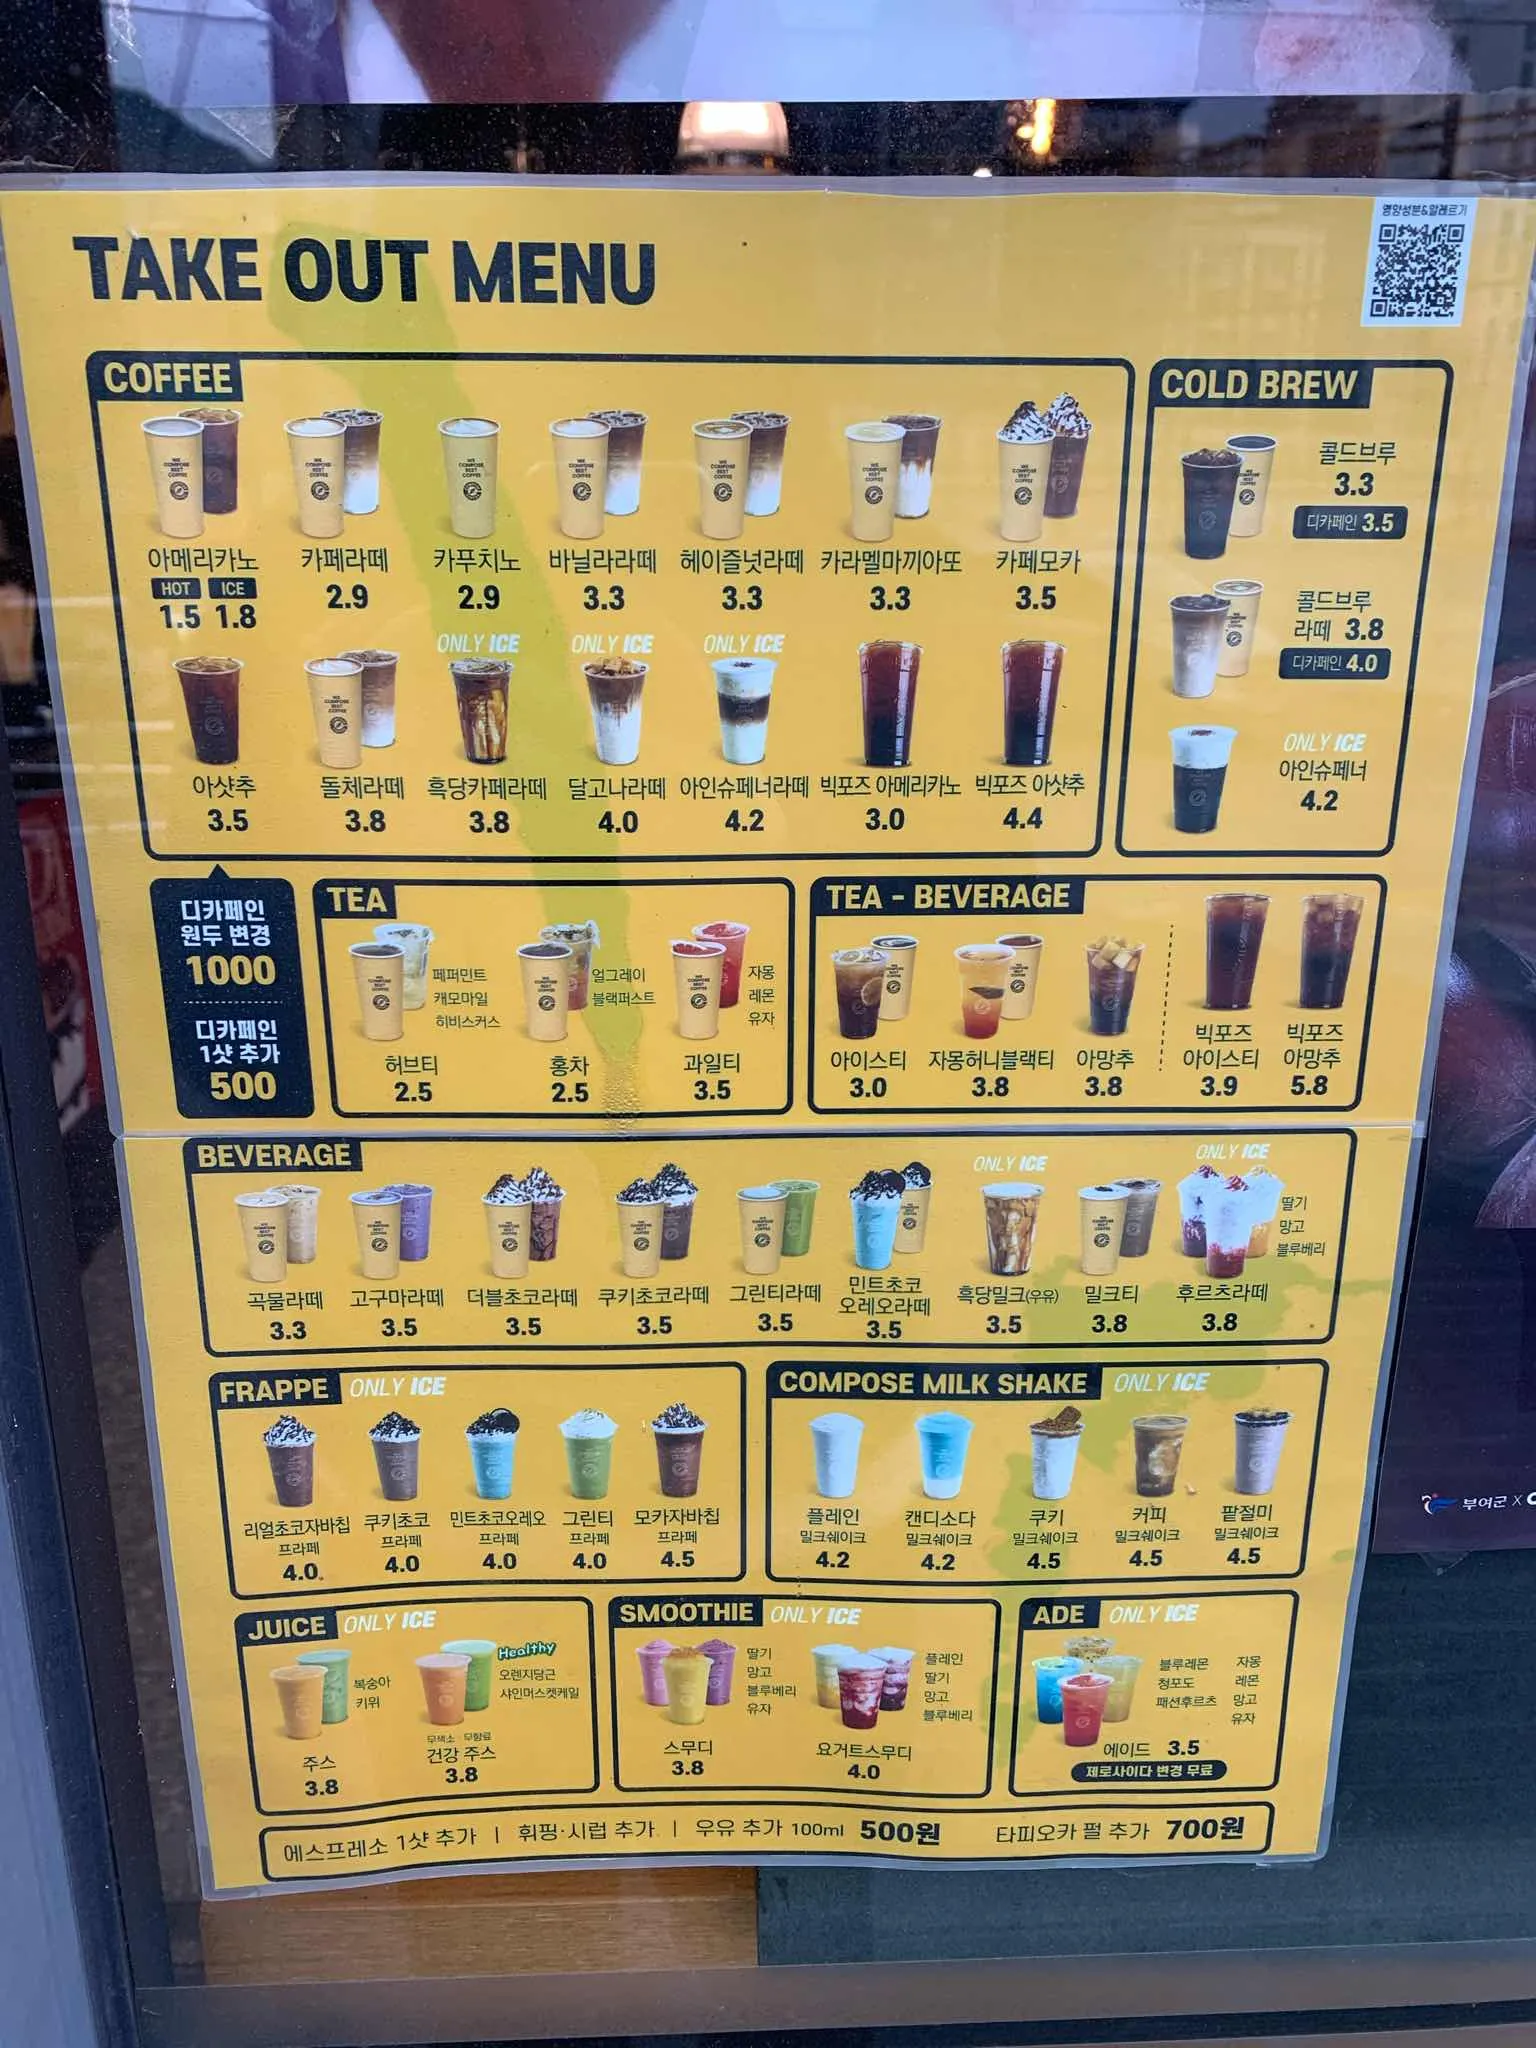 영양성분&알레르기
TAKE OUT MENU
COFFEE
아메리카노
HOT ICE
1.5 1.8
카페라떼
2.9
카푸치노
2.9
바닐라라떼
3.3
헤이즐넛라떼
3.3
카라멜마끼아또
3.3
카페모카
3.5
아샷추
3.5
돌체라떼
3.8
ONLY ICE
흑당카페라떼
3.8
ONLY ICE
달고나라떼
4.0
ONLY ICE
아인슈페너라떼
4.2
빅포즈 아메리카노
3.0
빅포즈 아샷추
4.4
COLD BREW
콜드브루
3.3
디카페인 3.5
콜드브루
라떼 3.8
디카페인 4.0
ONLY ICE
아인슈페너
4.2
디카페인
원두 변경
1000
디카페인
1샷 추가
500
TEA
페퍼민트
캐모마일
히비스커스
허브티
2.5
얼그레이
블랙퍼스트
홍차
2.5
자몽
레몬
유자
과일티
3.5
TEA - BEVERAGE
아이스티
3.0
자몽허니블랙티
3.8
아망추
3.8
빅포즈
아이스티
3.9
빅포즈
아망추
5.8
BEVERAGE
곡물라떼
3.3
고구마라떼
3.5
더블초코라떼
3.5
쿠키초코라떼
3.5
그린티라떼
3.5
민트초코
오레오라떼
3.5
ONLY ICE
흑당밀크(우유)
3.5
밀크티
3.8
ONLY ICE
딸기
망고
블루베리
후르츠라떼
3.8
FRAPPE ONLY ICE
리얼초코자바칩
프라페
4.0
쿠키초코
프라페
4.0
민트초코오레오
프라페
4.0
그린티
프라페
4.0
모카자바칩
프라페
4.5
COMPOSE MILK SHAKE ONLY ICE
플레인
밀크쉐이크
4.2
캔디소다
밀크쉐이크
4.2
쿠키
밀크쉐이크
4.5
커피
밀크쉐이크
4.5
팥절미
밀크쉐이크
4.5
부여군 X
JUICE ONLY ICE
복숭아
키위
주스
3.8
Healthy
오렌지당근
샤인머스켓케일
무색소 무향료
건강 주스
3.8
SMOOTHIE ONLY ICE
딸기
망고
블루베리
유자
스무디
3.8
플레인
딸기
망고
블루베리
요거트스무디
4.0
ADE ONLY ICE
블루레몬 자몽
청포도 레몬
패션후르츠 망고
유자
에이드 3.5
제로사이다 변경 무료
에스프레소 1샷 추가 | 휘핑·시럽 추가 | 우유 추가 100ml 500원 타피오카 펄 추가 700원